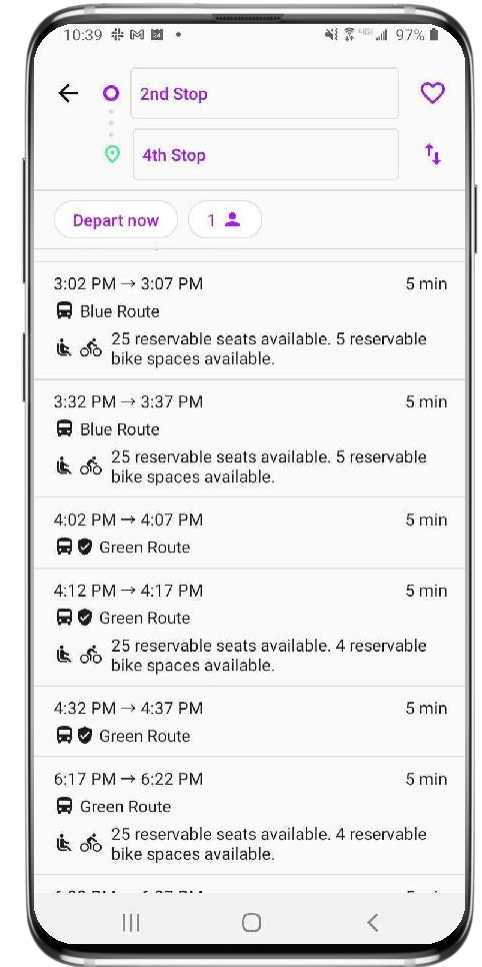 10:39
97%
2nd Stop
4th Stop
Depart now
1
3:02 PM → 3:07 PM 5 min
Blue Route
25 reservable seats available. 5 reservable
bike spaces available.
3:32 PM → 3:37 PM 5 min
Blue Route
25 reservable seats available. 5 reservable
bike spaces available.
4:02 PM → 4:07 PM 5 min
Green Route
4:12 PM → 4:17 PM 5 min
Green Route
25 reservable seats available. 4 reservable
bike spaces available.
4:32 PM → 4:37 PM 5 min
Green Route
6:17 PM → 6:22 PM 5 min
Green Route
25 reservable seats available. 4 reservable
bike spaces available.